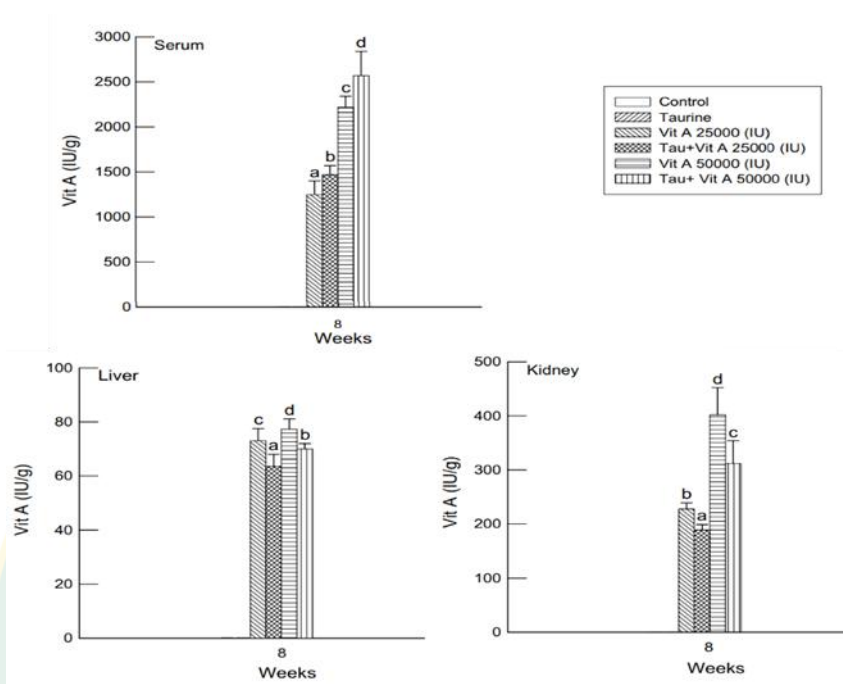 Serum
3000
2500
2000
1500
1000
500
0
Vit A (IU/g)
a
b
c
d
8
Weeks
Control
Taurine
Vit A 25000 (IU)
Tau+Vit A 25000 (IU)
Vit A 50000 (IU)
Tau+ Vit A 50000 (IU)
Liver
100
80
60
40
20
0
Vit A (IU/g)
c
a
d
b
8
Weeks
Kidney
500
400
300
200
100
0
Vit A (IU/g)
b
a
d
c
8
Weeks